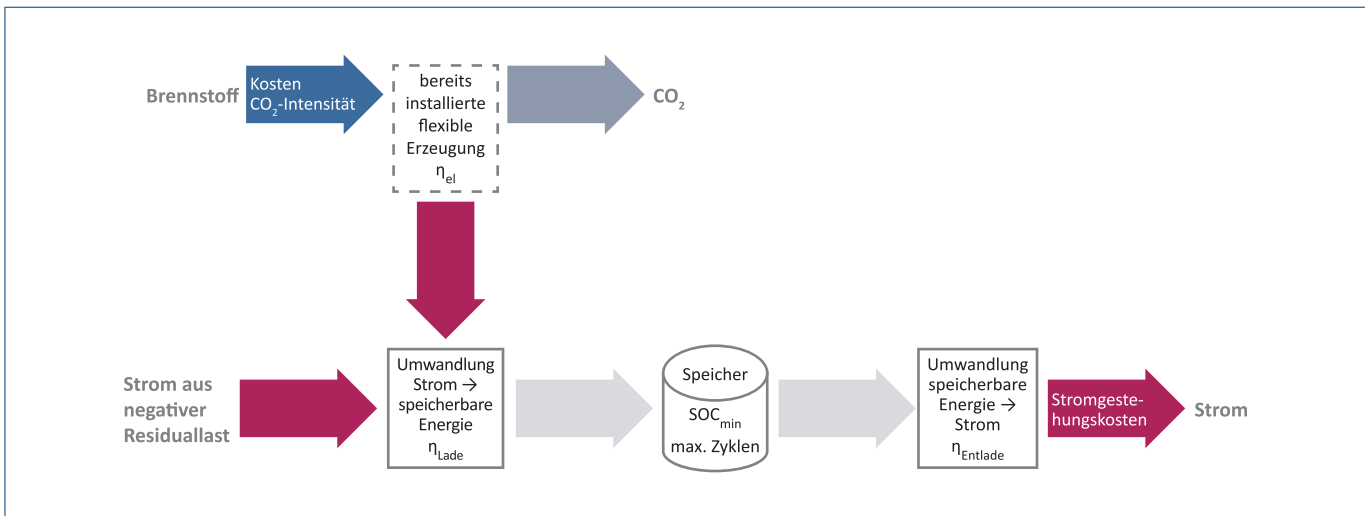 Brennstoff
Kosten
CO₂-Intensität
bereits
installierte
flexible
Erzeugung
ηel
CO₂
Strom aus
negativer
Residuallast
Umwandlung
Strom →
speicherbare
Energie
ηLade
Speicher
SOCmin
max. Zyklen
Umwandlung
speicherbare
Energie →
Strom
ηEntlade
Stromgeste-
hungskosten
Strom